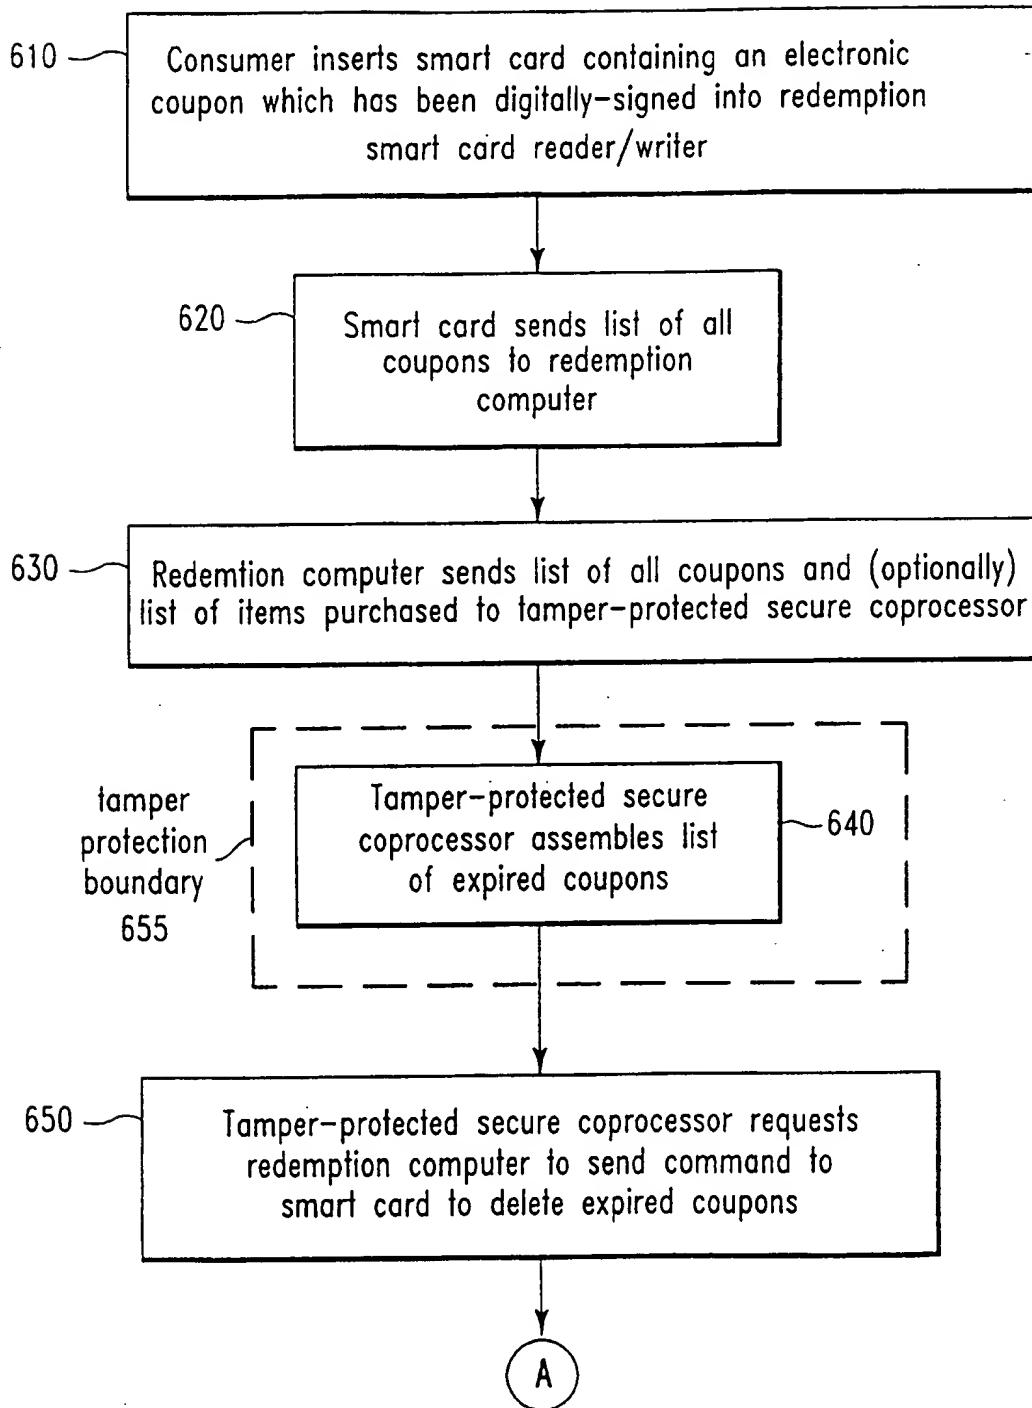 610
Consumer inserts smart card containing an electronic
coupon which has been digitally-signed into redemption
smart card reader/writer
620
Smart card sends list of all
coupons to redemption
computer
630
Redemtion computer sends list of all coupons and (optionally)
list of items purchased to tamper-protected secure coprocessor
tamper
protection
boundary
655
Tamper-protected secure
coprocessor assembles list
of expired coupons
640
650
Tamper-protected secure coprocessor requests
redemption computer to send command to
smart card to delete expired coupons
A